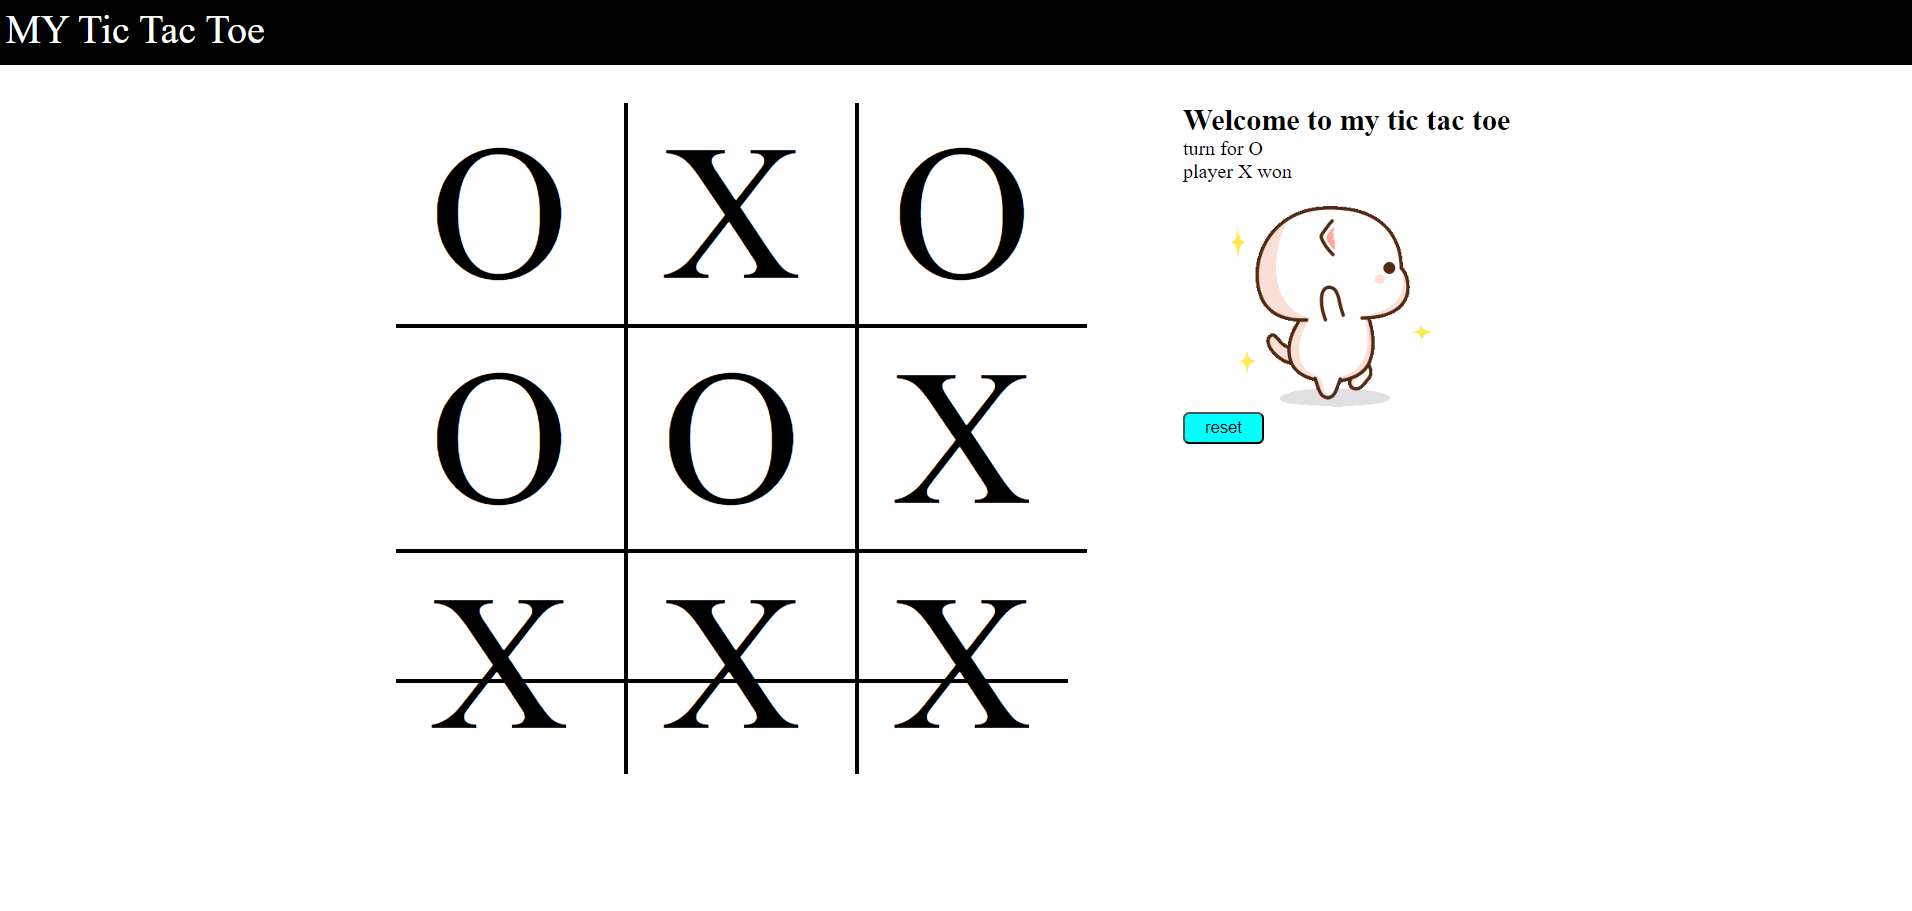 MY Tic Tac Toe
O X O
O O X
X X X
Welcome to my tic tac toe
turn for O
player X won
reset